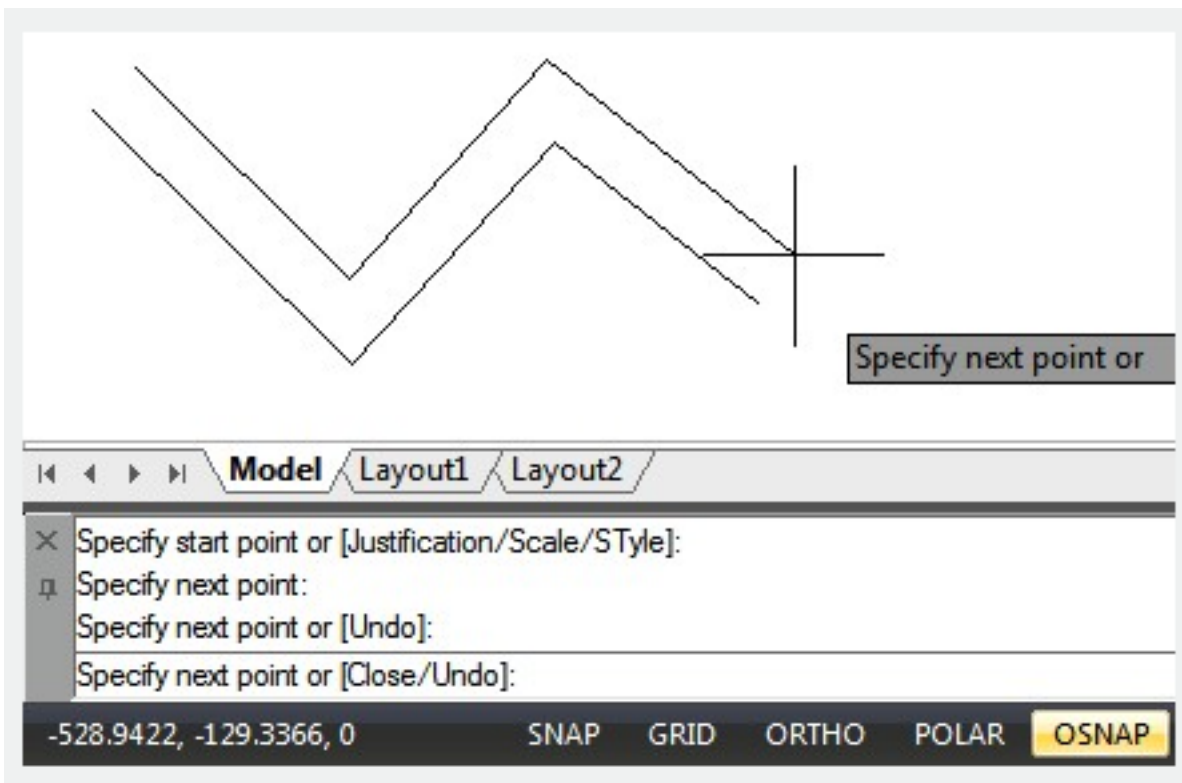 Specify next point or
Model Layout1 Layout2
Specify start point or [Justification/Scale/STyle]:
Specify next point:
Specify next point or [Undo]:
Specify next point or [Close/Undo]:
-528.9422, -129.3366, 0 SNAP GRID ORTHO POLAR OSNAP